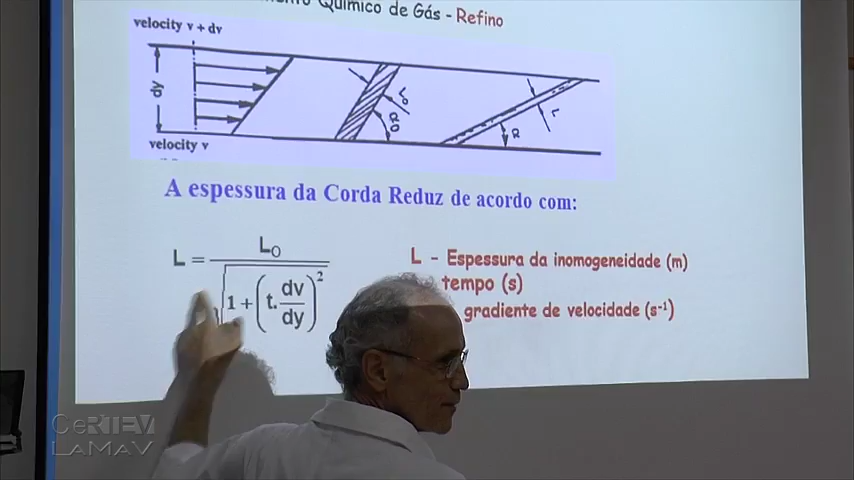 Químico de Gás - Refino
velocity v + dv
dy
L₀
R₀
L
R
velocity v
A espessura da Corda Reduz de acordo com:
L = L₀ / √1 + (t. dv/dy)²
L - Espessura da inomogeneidade (m)
tempo (s)
gradiente de velocidade (s⁻¹)
CeRTEV
LAMAV